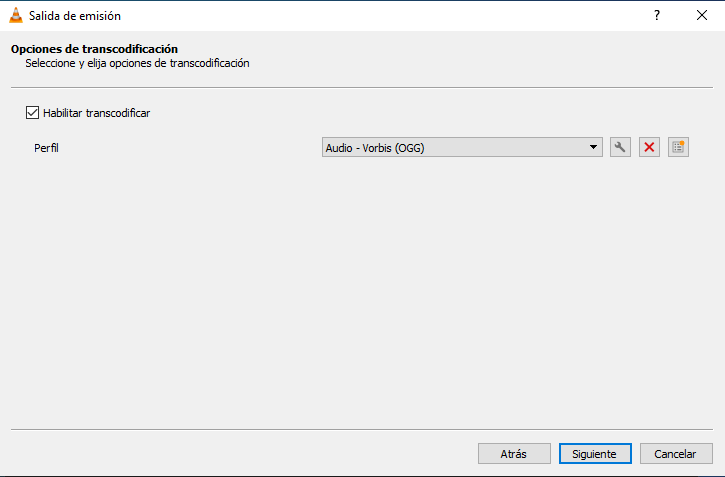 Salida de emisión
?
Opciones de transcodificación
Seleccione y elija opciones de transcodificación
Habilitar transcodificar
Perfil
Audio - Vorbis (OGG)
Atrás
Siguiente
Cancelar